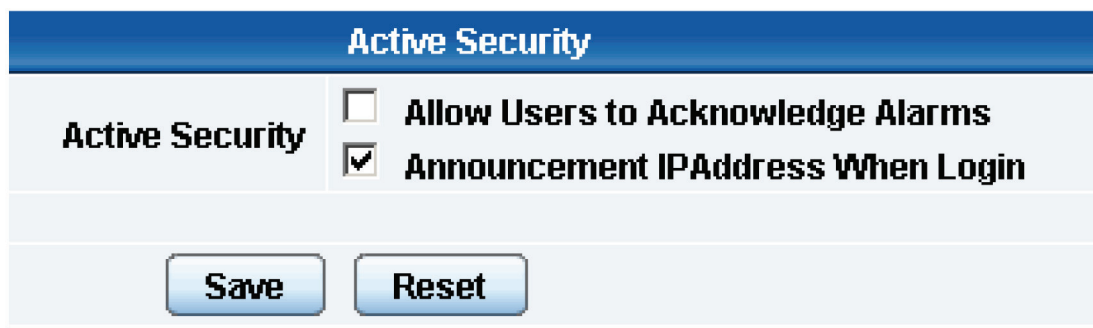 Active Security
Active Security
Allow Users to Acknowledge Alarms
Announcement IPAddress When Login
Save
Reset